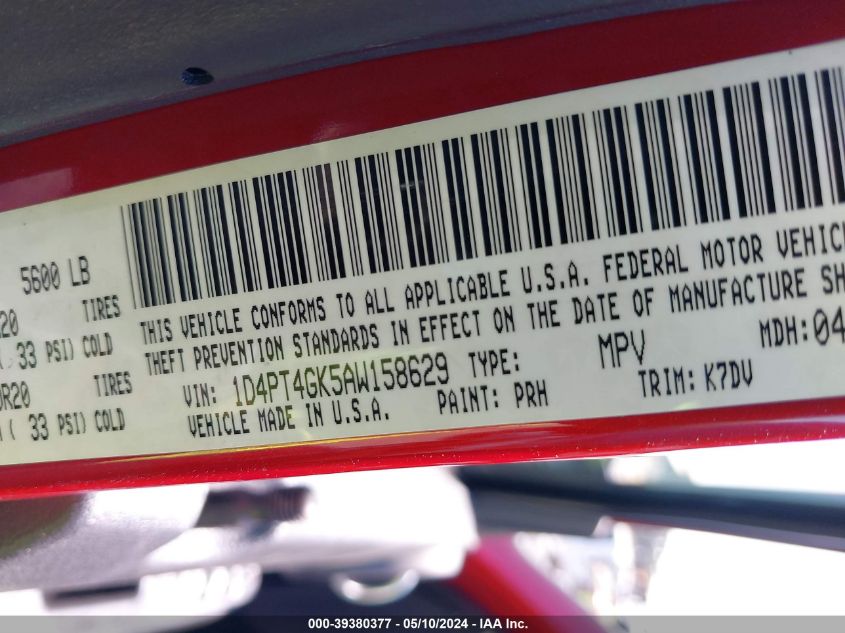 5600 LB
20 TIRES
( 33 PSI) COLD
R20 TIRES
( 33 PSI) COLD
THIS VEHICLE CONFORMS TO ALL APPLICABLE U.S.A. FEDERAL MOTOR VEHIC
THEFT PREVENTION STANDARDS IN EFFECT ON THE DATE OF MANUFACTURE SH
VIN: 1D4PT4GK5AW158629 TYPE: MPV MDH:04
VEHICLE MADE IN U.S.A. PAINT: PRH TRIM: K7DV
000-39380377 - 05/10/2024 - IAA Inc.